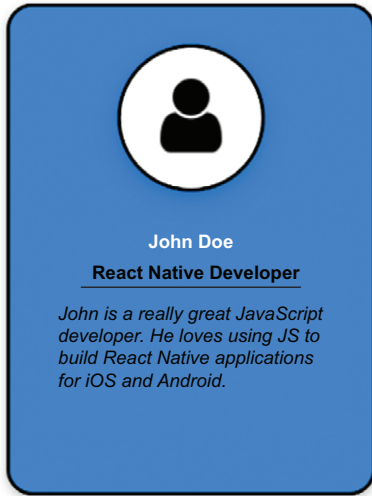 John Doe
React Native Developer
John is a really great JavaScript
developer. He loves using JS to
build React Native applications
for iOS and Android.